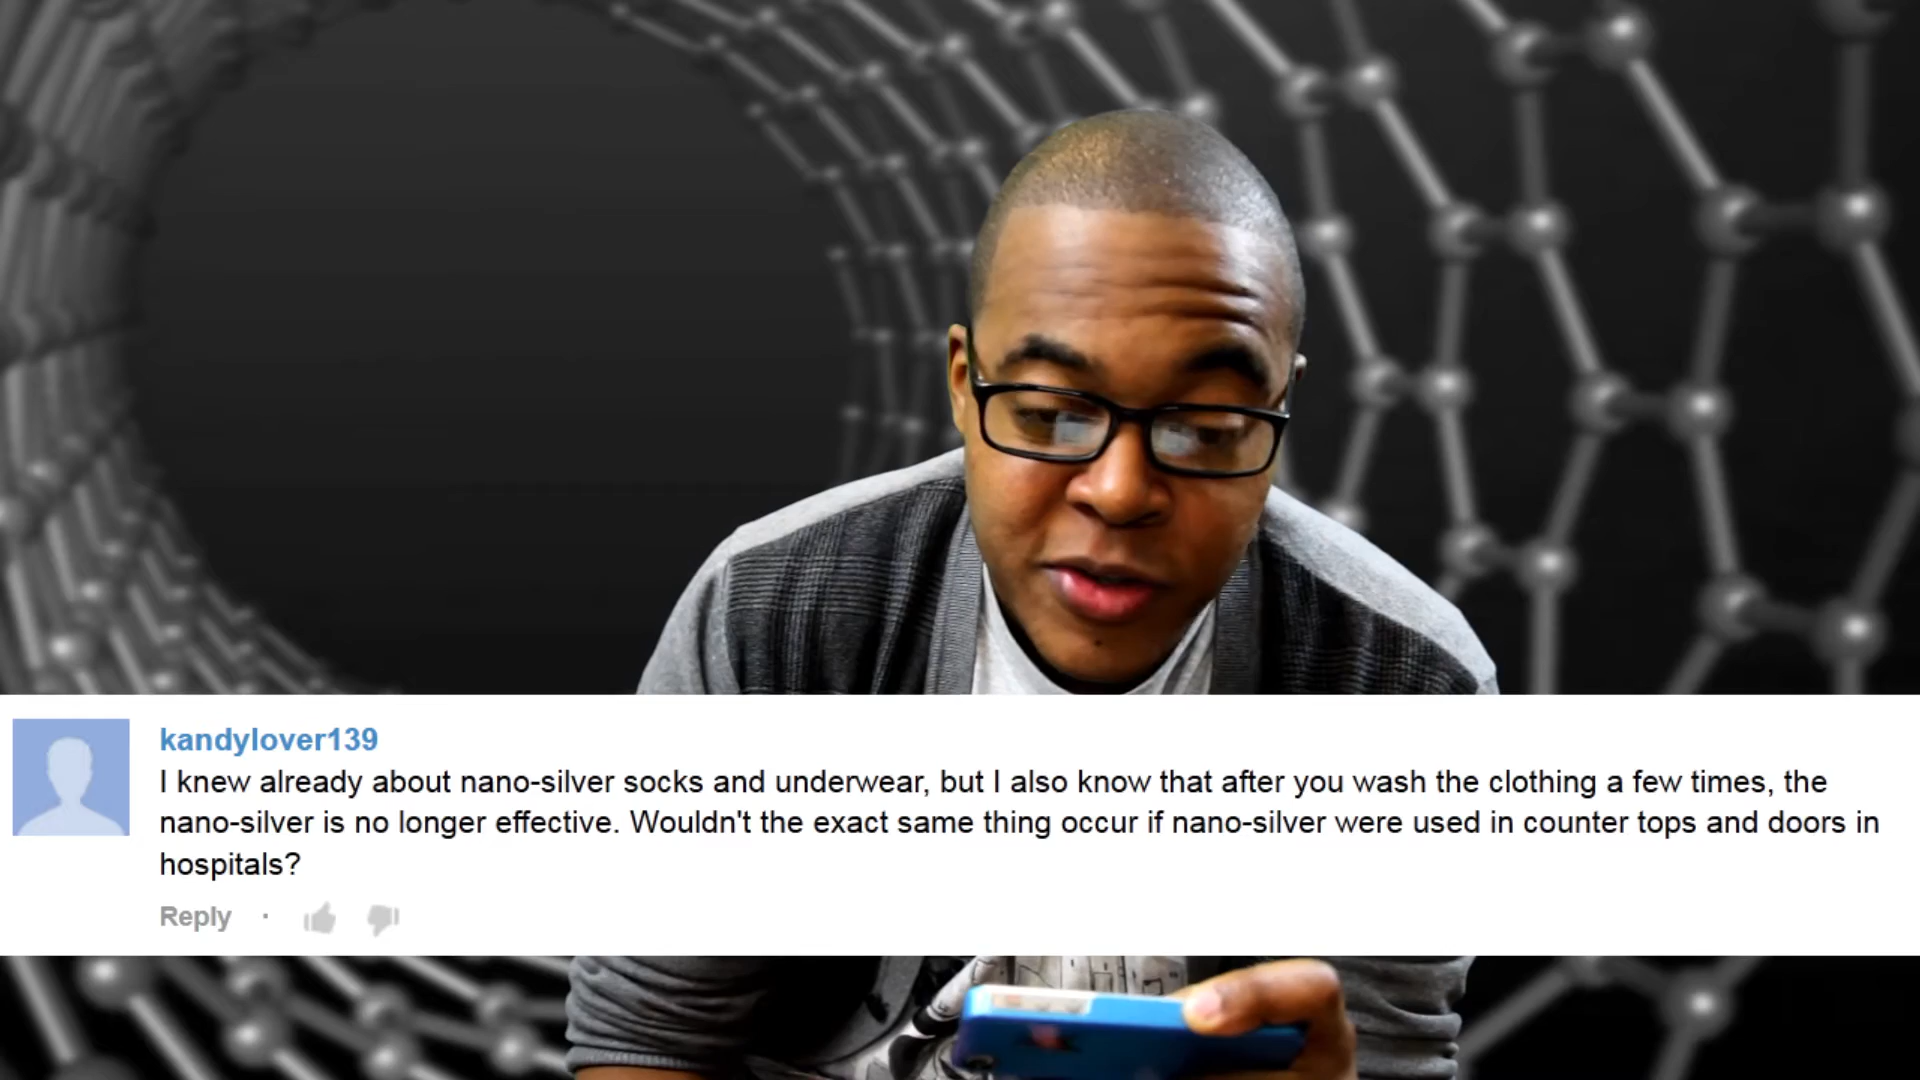 kandylover139
I knew already about nano-silver socks and underwear, but I also know that after you wash the clothing a few times, the
nano-silver is no longer effective. Wouldn't the exact same thing occur if nano-silver were used in counter tops and doors in
hospitals?
Reply ·